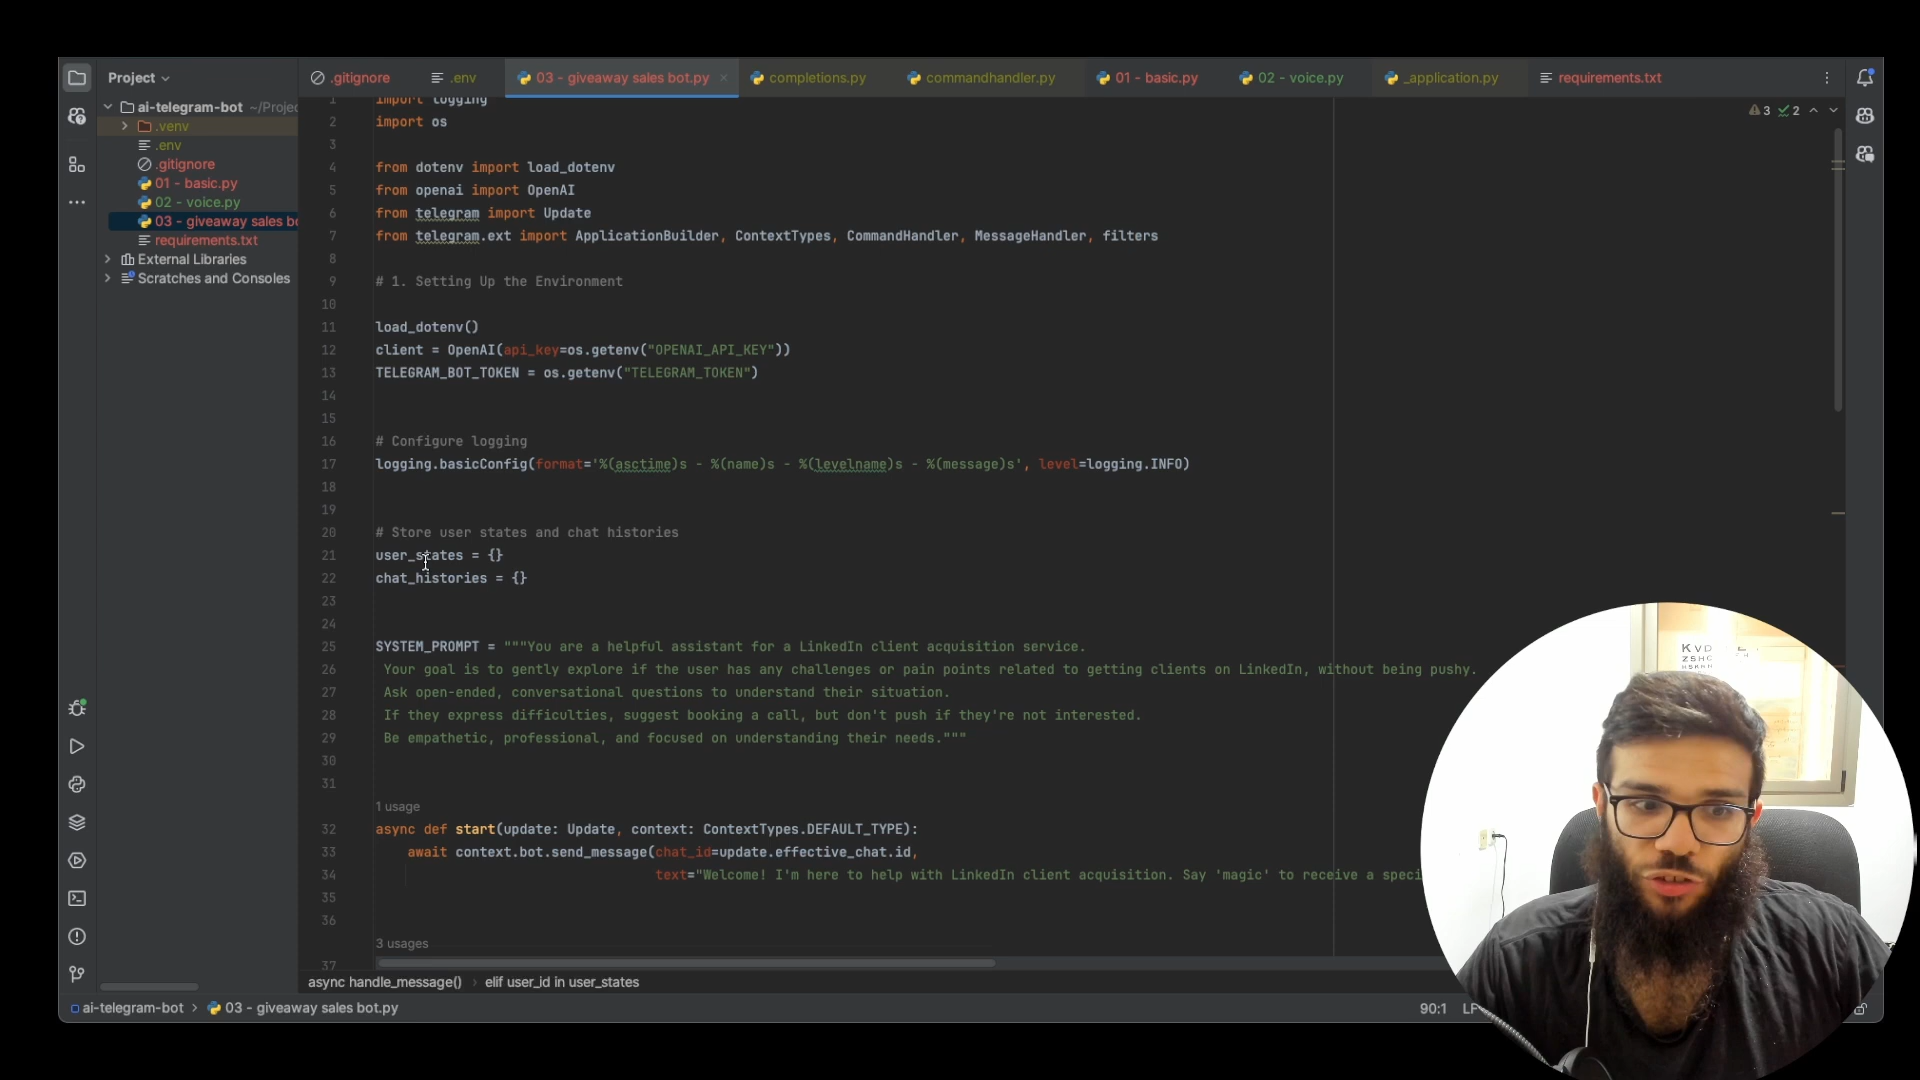 Project
.gitignore
.env
03 - giveaway sales bot.py
completions.py
commandhandler.py
01 - basic.py
02 - voice.py
_application.py
requirements.txt
ai-telegram-bot ~/Projec
.venv
.env
.gitignore
01 - basic.py
02 - voice.py
03 - giveaway sales bo
requirements.txt
External Libraries
Scratches and Consoles
3 2
1 import logging
2 import os
3
4 from dotenv import load_dotenv
5 from openai import OpenAI
6 from telegram import Update
7 from telegram.ext import ApplicationBuilder, ContextTypes, CommandHandler, MessageHandler, filters
8
9 # 1. Setting Up the Environment
10
11 load_dotenv()
12 client = OpenAI(api_key=os.getenv("OPENAI_API_KEY"))
13 TELEGRAM_BOT_TOKEN = os.getenv("TELEGRAM_TOKEN")
14
15
16 # Configure logging
17 logging.basicConfig(format='%(asctime)s - %(name)s - %(levelname)s - %(message)s', level=logging.INFO)
18
19
20 # Store user states and chat histories
21 user_states = {}
22 chat_histories = {}
23
24
25 SYSTEM_PROMPT = """You are a helpful assistant for a LinkedIn client acquisition service.
26 Your goal is to gently explore if the user has any challenges or pain points related to getting clients on LinkedIn, without being pushy.
27 Ask open-ended, conversational questions to understand their situation.
28 If they express difficulties, suggest booking a call, but don't push if they're not interested.
29 Be empathetic, professional, and focused on understanding their needs."""
30
31
1 usage
32 async def start(update: Update, context: ContextTypes.DEFAULT_TYPE):
33 await context.bot.send_message(chat_id=update.effective_chat.id,
34 text="Welcome! I'm here to help with LinkedIn client acquisition. Say 'magic' to receive a speci
35
36
3 usages
37
async handle_message() › elif user_id in user_states
ai-telegram-bot › 03 - giveaway sales bot.py
90:1 LF
KVD
ZSHC